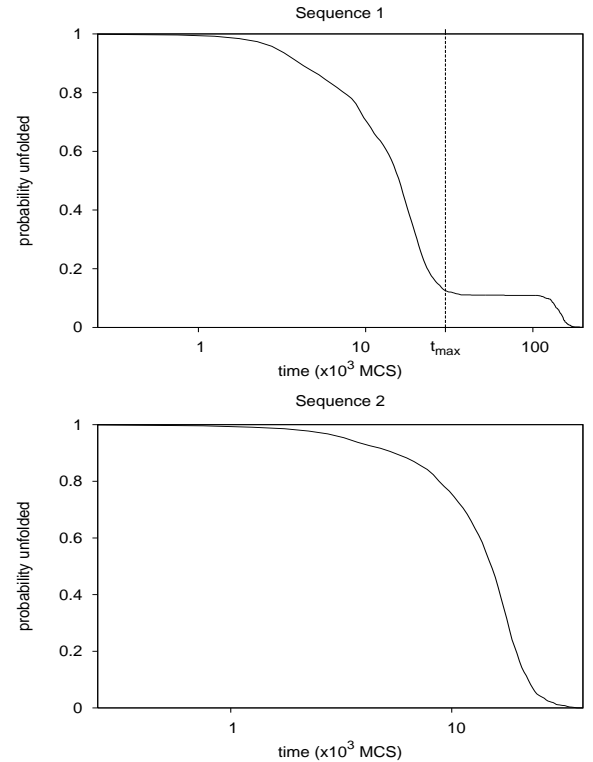 Sequence 1
probability unfolded
1
0.8
0.6
0.4
0.2
0
1 10 t_max 100
time (x10³ MCS)
Sequence 2
probability unfolded
1
0.8
0.6
0.4
0.2
0
1 10
time (x10³ MCS)